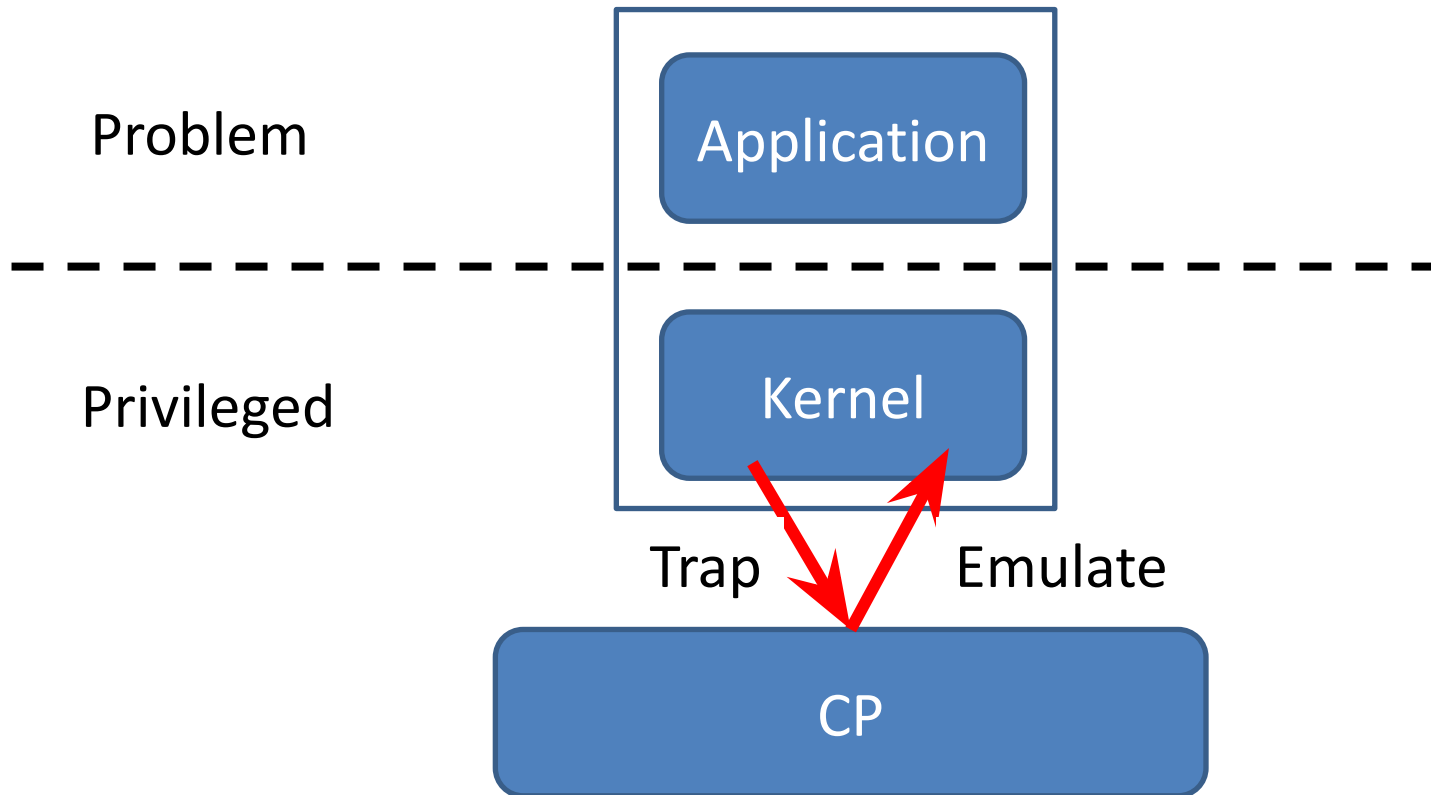 Problem
Application
Privileged
Kernel
Trap
Emulate
CP